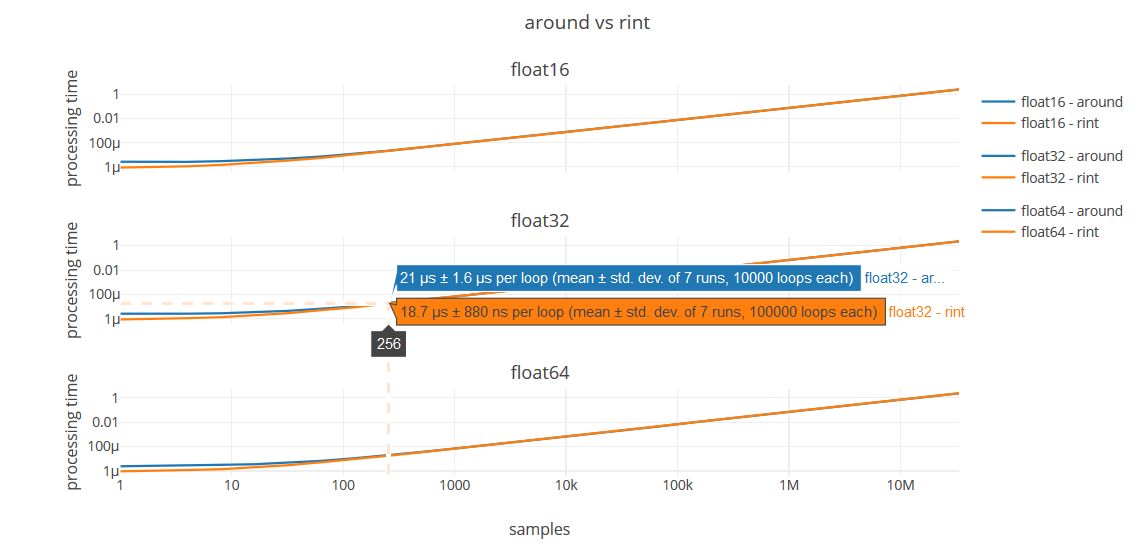 around vs rint
float16
processing time
1
0.01
100μ
1μ
float16 - around
float16 - rint
float32 - around
float32 - rint
float64 - around
float64 - rint
float32
processing time
1
0.01
100μ
1μ
21 μs ± 1.6 μs per loop (mean ± std. dev. of 7 runs, 10000 loops each) float32 - ar...
18.7 μs ± 880 ns per loop (mean ± std. dev. of 7 runs, 100000 loops each) float32 - rint
256
float64
processing time
1
0.01
100μ
1μ
1 10 100 1000 10k 100k 1M 10M
samples